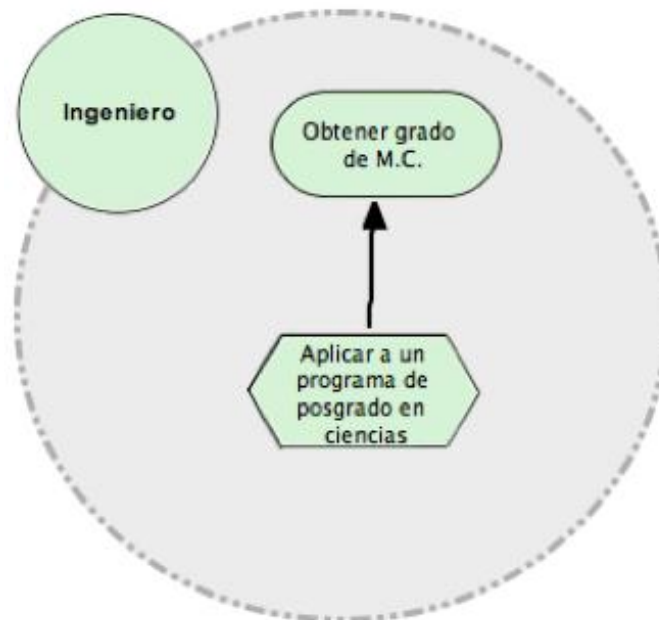 Ingeniero
Obtener grado
de M.C.
Aplicar a un
programa de
posgrado en
ciencias